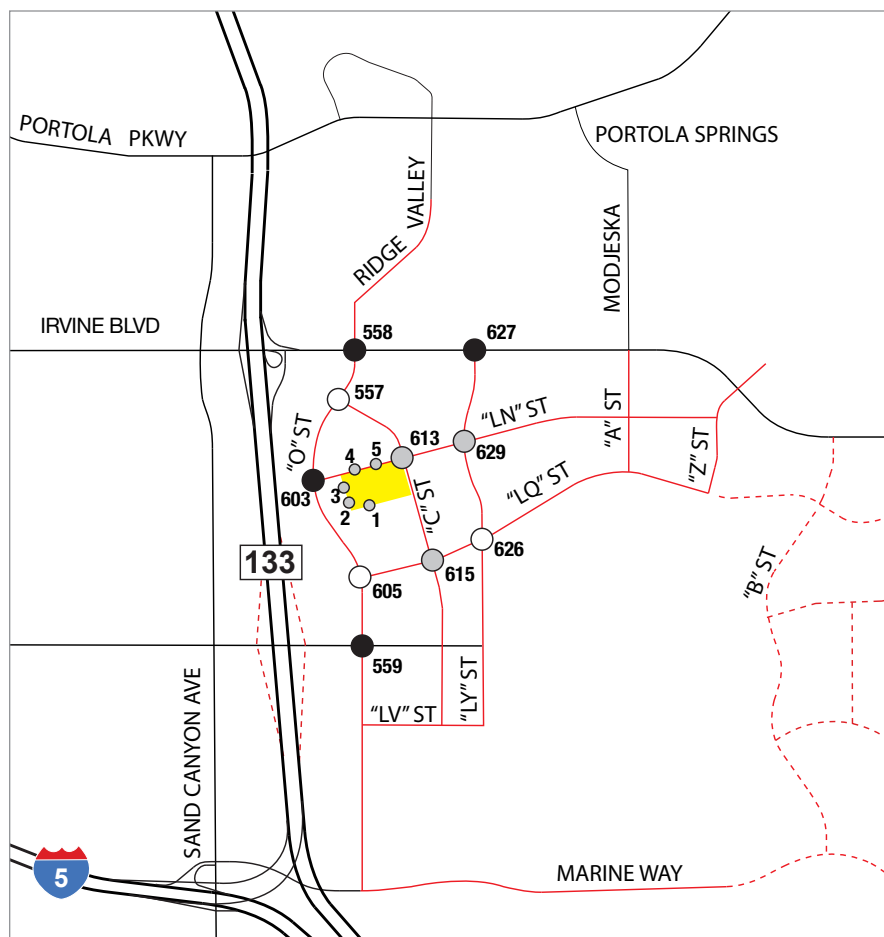 PORTOLA PKWY
PORTOLA SPRINGS
RIDGE VALLEY
MODJESKA
IRVINE BLVD
558
627
557
"O" ST
"LN" ST
"A" ST
613
629
4
5
603
3
2
1
"C" ST
"LQ" ST
"Z" ST
133
605
615
626
"B" ST
559
SAND CANYON AVE
"LV" ST
"LY" ST
5
MARINE WAY